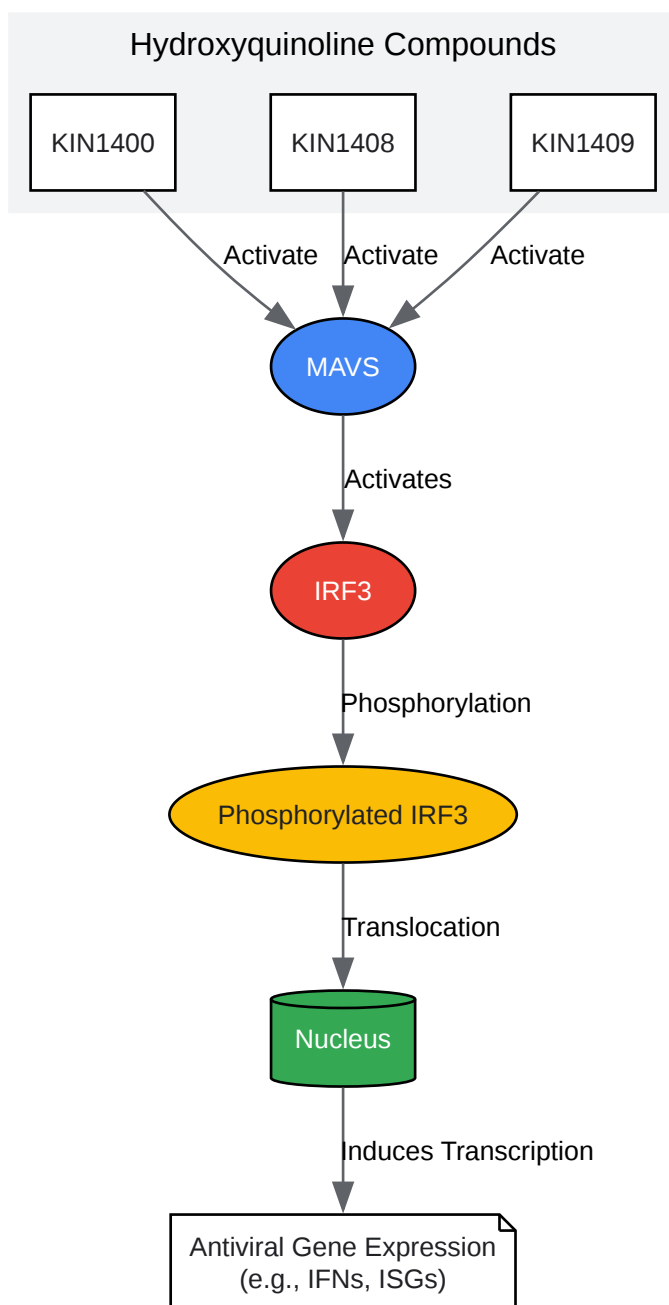 Hydroxyquinoline Compounds
KIN1400
KIN1408
KIN1409
Activate
Activate
Activate
MAVS
Activates
IRF3
Phosphorylation
Phosphorylated IRF3
Translocation
Nucleus
Induces Transcription
Antiviral Gene Expression
(e.g., IFNs, ISGs)